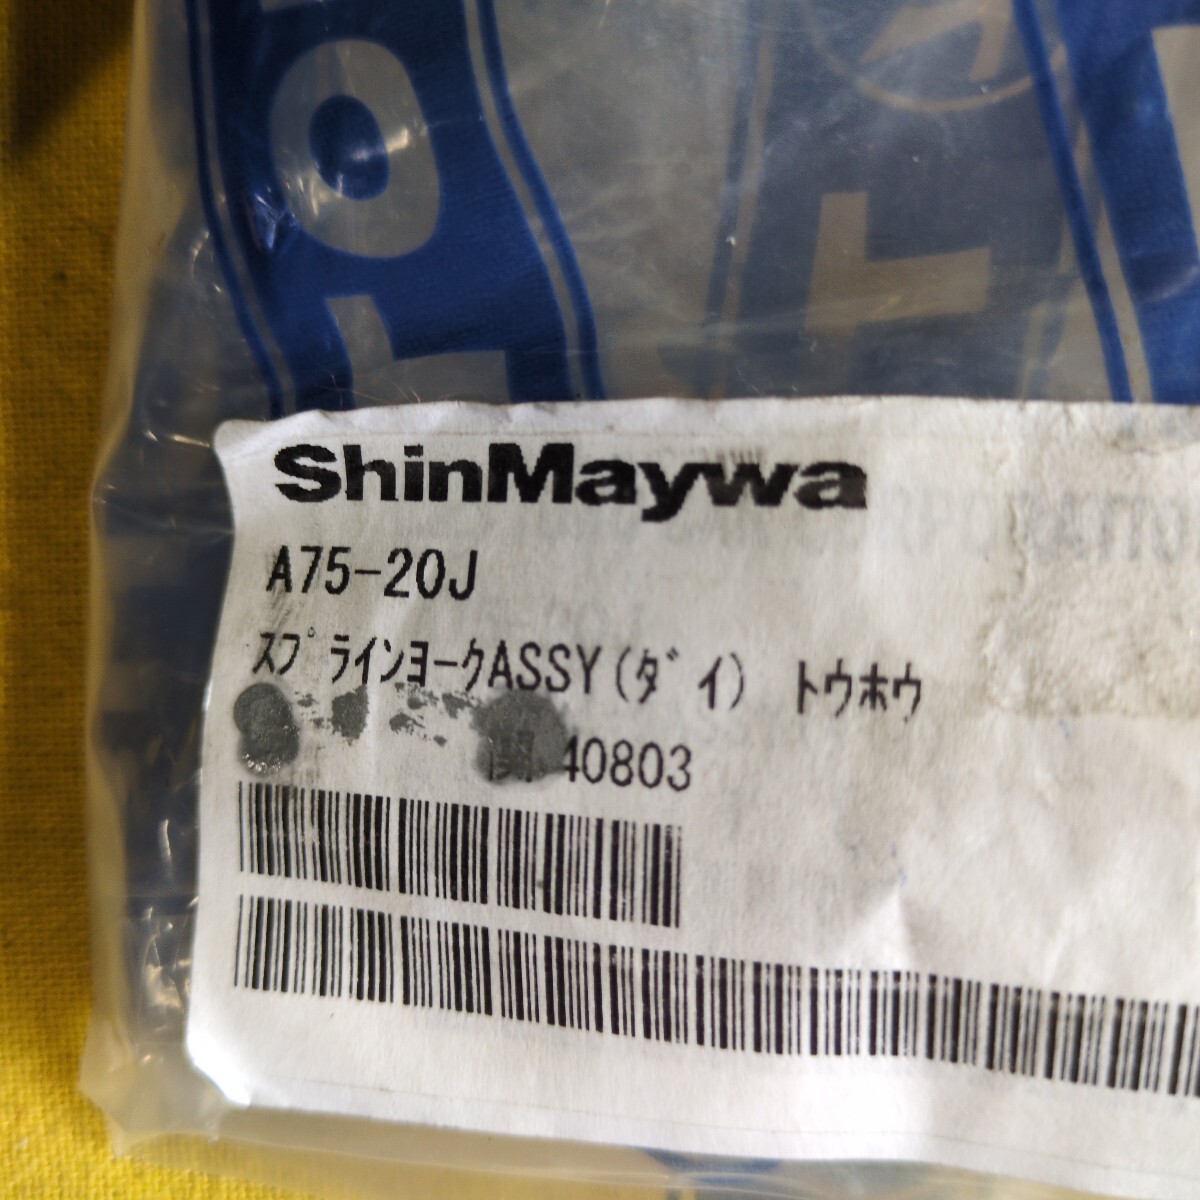 ShinMaywa
A75-20J
ｽﾌﾟﾗｲﾝﾖｰｸASSY(ﾀﾞｲ) ﾄｳﾎｳ
40803